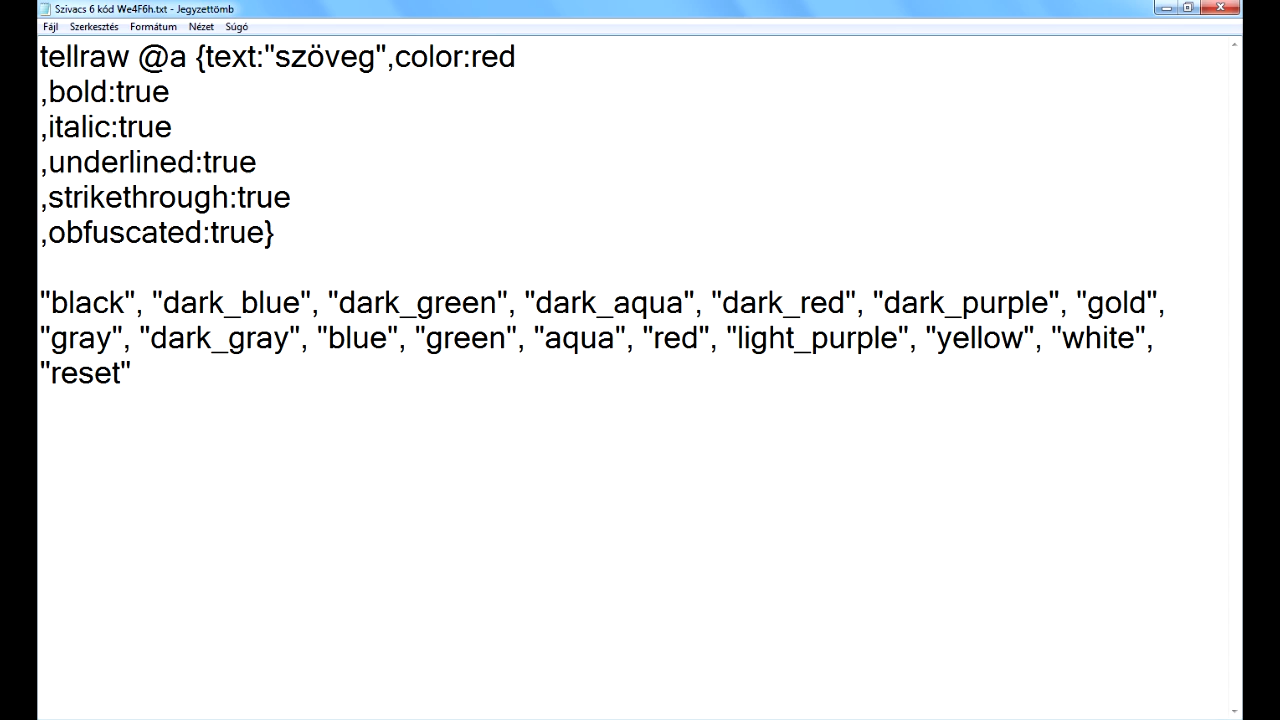 Szivacs 6 kód We4F6h.txt - Jegyzettömb
Fájl Szerkesztés Formátum Nézet Súgó
tellraw @a {text:"szöveg",color:red
,bold:true
,italic:true
,underlined:true
,strikethrough:true
,obfuscated:true}
"black", "dark_blue", "dark_green", "dark_aqua", "dark_red", "dark_purple", "gold",
"gray", "dark_gray", "blue", "green", "aqua", "red", "light_purple", "yellow", "white",
"reset"